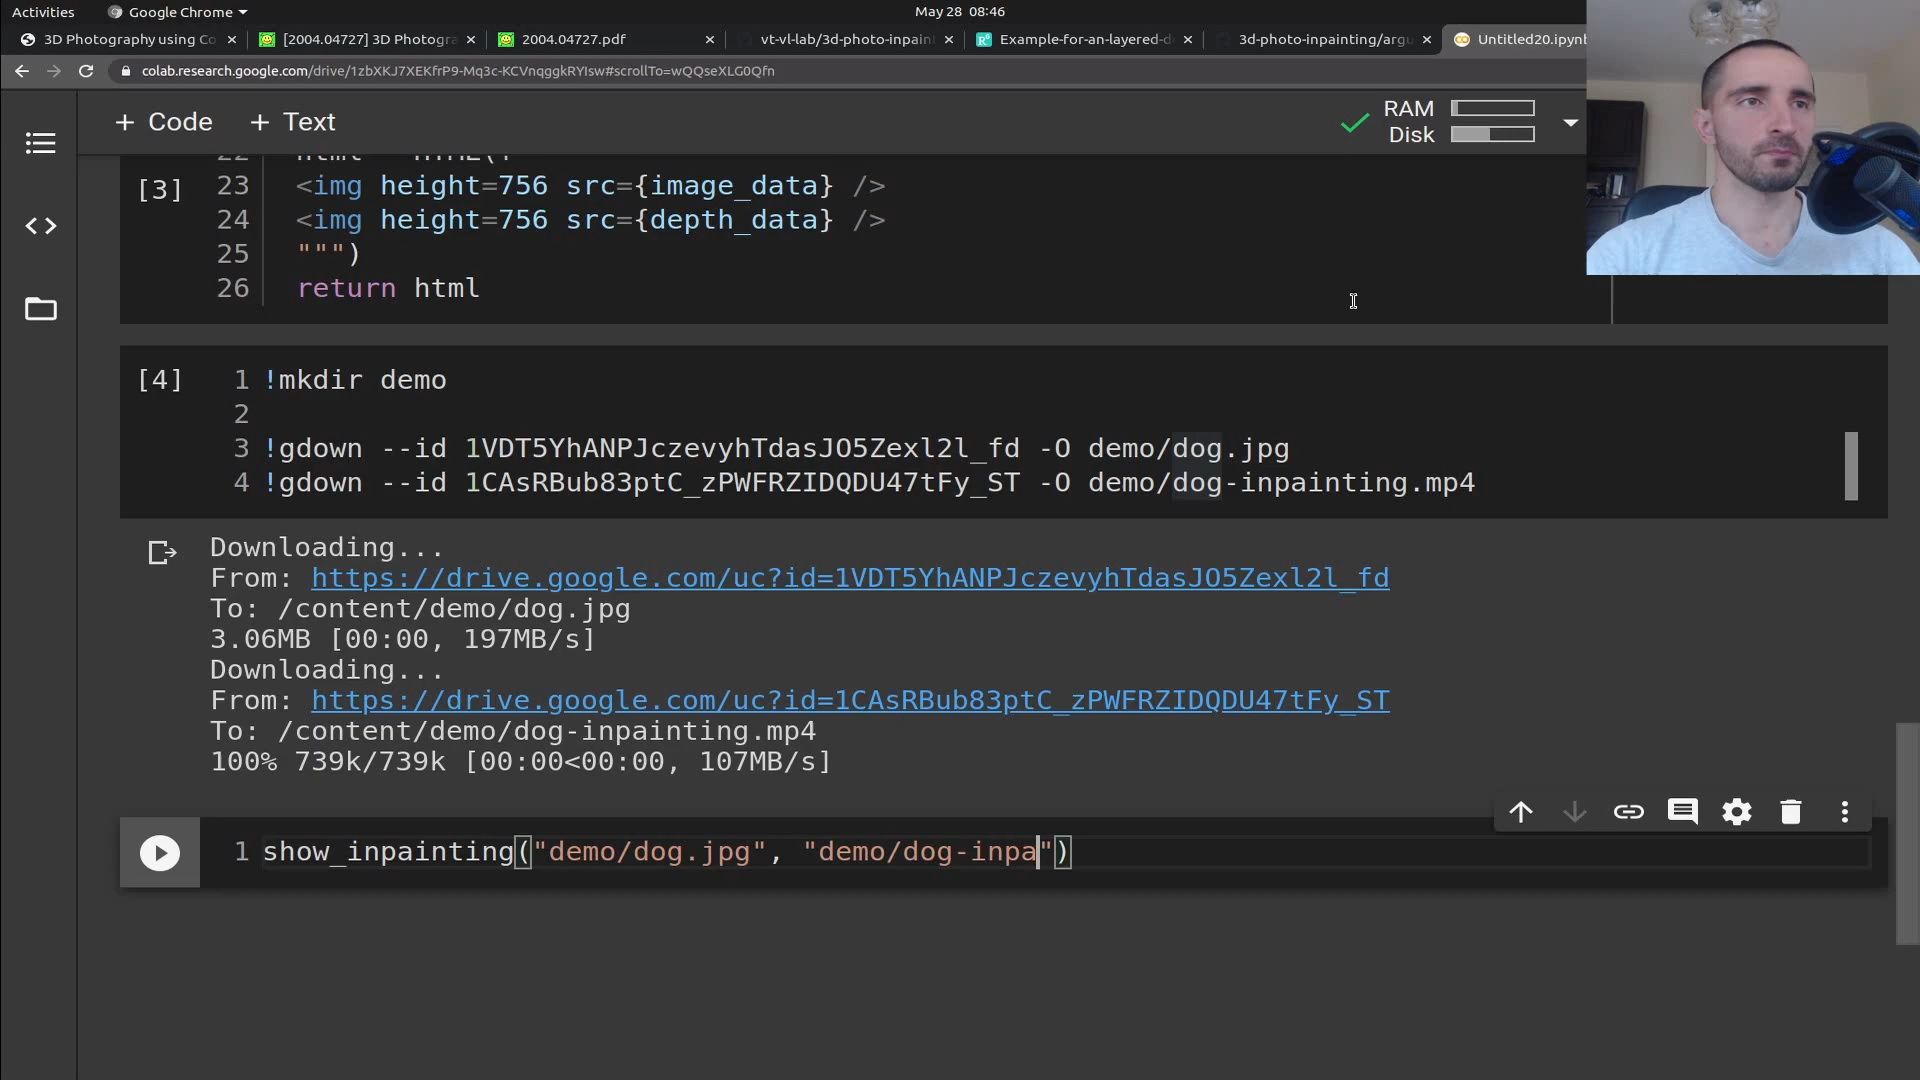 Activities Google Chrome May 28 08:46
3D Photography using Co [2004.04727] 3D Photogra 2004.04727.pdf vt-vl-lab/3d-photo-inpain Example-for-an-layered-d 3d-photo-inpainting/argu Untitled20.ipynb
colab.research.google.com/drive/1zbXKJ7XEKfrP9-Mq3c-KCVnqggkRYIsw#scrollTo=wQQseXLG0Qfn
+ Code + Text RAM
Disk
[3] 23 <img height=756 src={image_data} />
24 <img height=756 src={depth_data} />
25 """)
26 return html
[4] 1 !mkdir demo
2
3 !gdown --id 1VDT5YhANPJczevyhTdasJO5Zexl2l_fd -O demo/dog.jpg
4 !gdown --id 1CAsRBub83ptC_zPWFRZIDQDU47tFy_ST -O demo/dog-inpainting.mp4
Downloading...
From: https://drive.google.com/uc?id=1VDT5YhANPJczevyhTdasJO5Zexl2l_fd
To: /content/demo/dog.jpg
3.06MB [00:00, 197MB/s]
Downloading...
From: https://drive.google.com/uc?id=1CAsRBub83ptC_zPWFRZIDQDU47tFy_ST
To: /content/demo/dog-inpainting.mp4
100% 739k/739k [00:00<00:00, 107MB/s]
1 show_inpainting("demo/dog.jpg", "demo/dog-inpa")